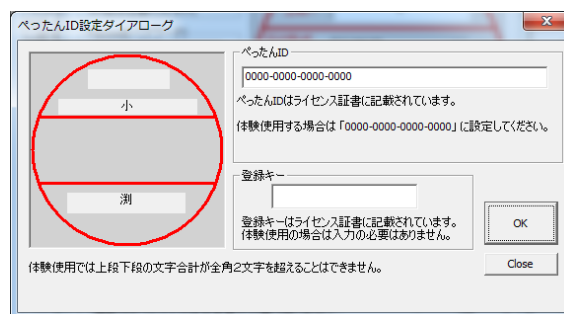 ぺったんID設定ダイアローグ
小
測
ぺったんID
0000-0000-0000-0000
ぺったんIDはライセンス証書に記載されています。
体験使用する場合は「0000-0000-0000-0000」に設定してください。
登録キー
登録キーはライセンス証書に記載されています。
体験使用の場合は入力の必要はありません。
OK
Close
体験使用では上段下段の文字合計が全角2文字を超えることはできません。